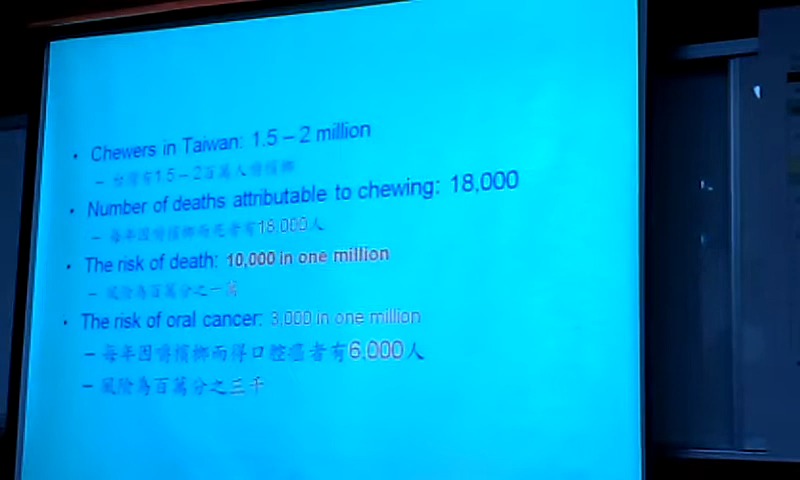 • Chewers in Taiwan: 1.5 – 2 million
– 台灣有1.5 – 2百萬人嚼檳榔
• Number of deaths attributable to chewing: 18,000
– 每年因嚼檳榔而死者有18,000人
• The risk of death: 10,000 in one million
– 風險為百萬分之一萬
• The risk of oral cancer: 3,000 in one million
– 每年因嚼檳榔而得口腔癌者有6,000人
– 風險為百萬分之三千